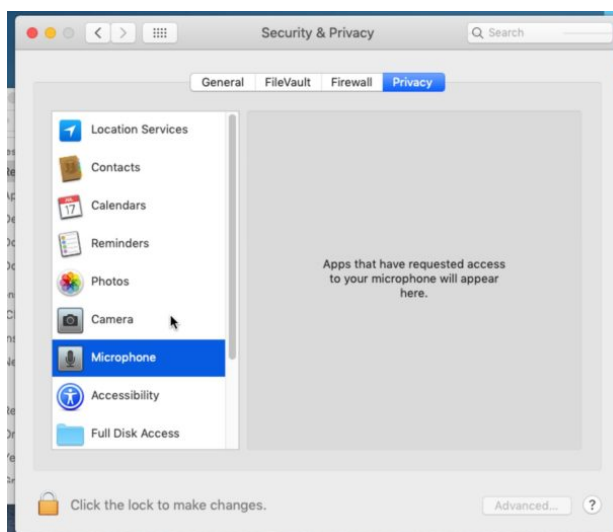 Security & Privacy
Search
General FileVault Firewall Privacy
Location Services
Contacts
17
Calendars
Reminders
Photos
Camera
Microphone
Accessibility
Full Disk Access
Apps that have requested access
to your microphone will appear
here.
Click the lock to make changes.
Advanced...
?